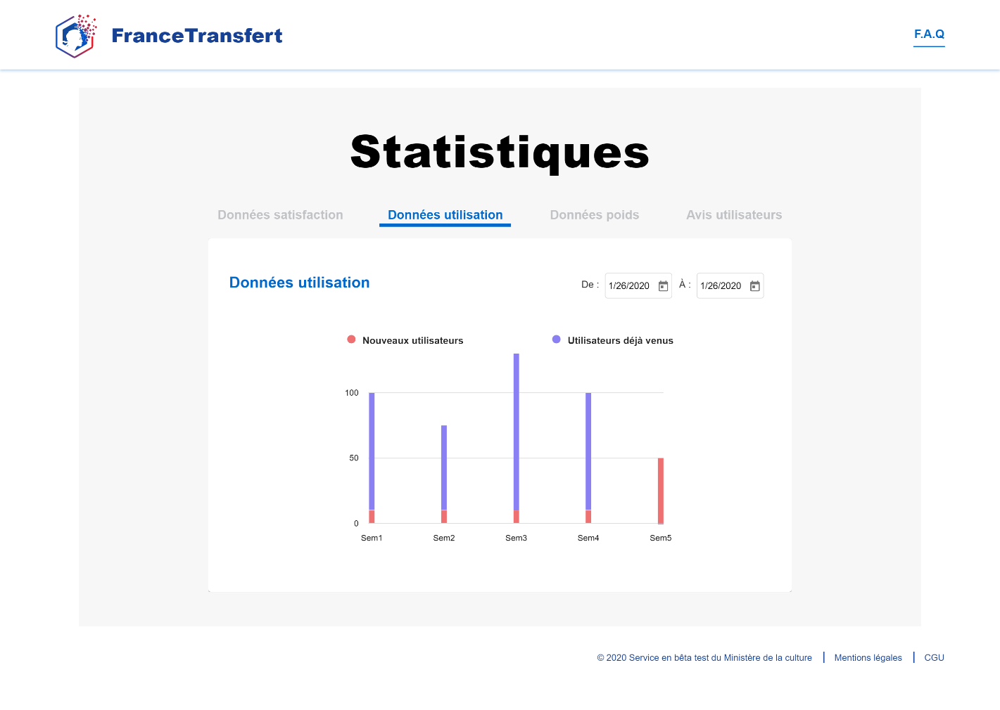 FranceTransfert
F.A.Q
Statistiques
Données satisfaction Données utilisation Données poids Avis utilisateurs
Données utilisation
De : 1/26/2020 À : 1/26/2020
Nouveaux utilisateurs Utilisateurs déjà venus
100
50
0
Sem1 Sem2 Sem3 Sem4 Sem5
© 2020 Service en bêta test du Ministère de la culture | Mentions légales | CGU